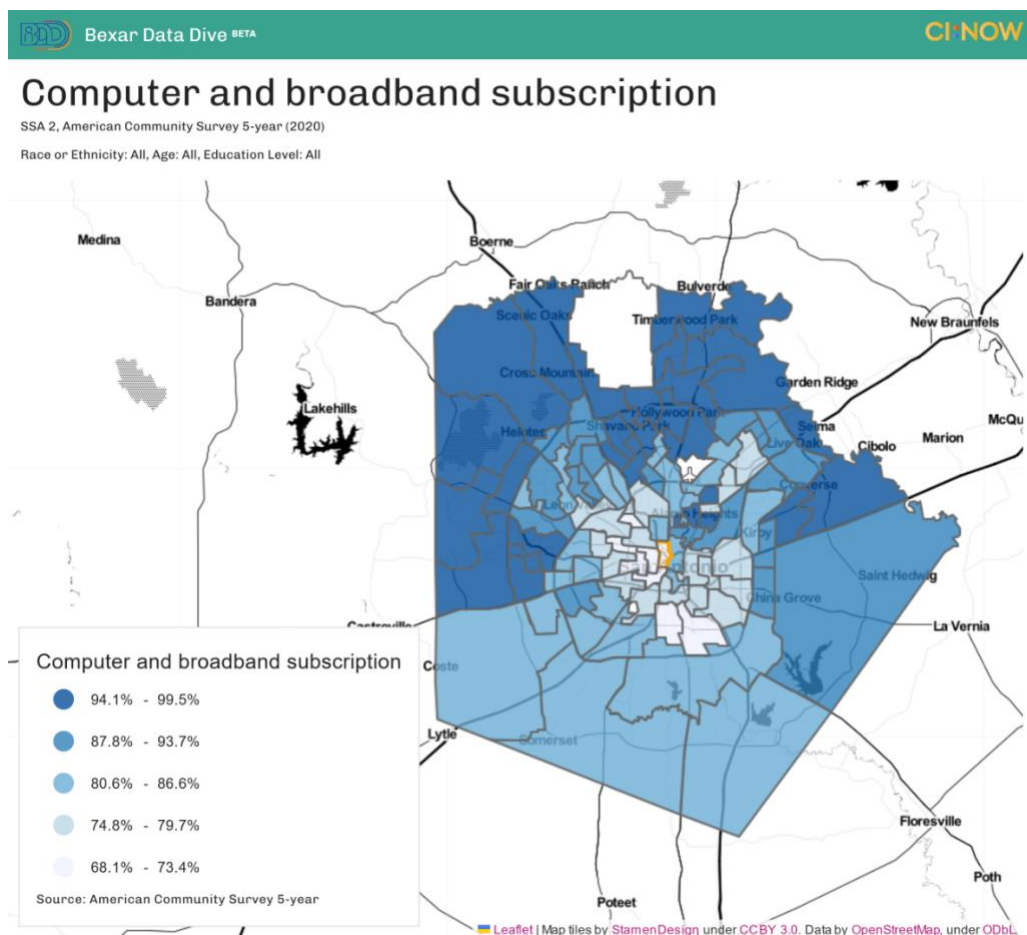 Bexar Data Dive BETA
CI:NOW
Computer and broadband subscription
SSA 2, American Community Survey 5-year (2020)
Race or Ethnicity: All, Age: All, Education Level: All
Medina
Boerne
Fair Oaks Ranch
Bulverde
Bandera
Scenic Oaks
Timberwood Park
New Braunfels
Cross Mountain
Garden Ridge
Lakehills
Hollywood Park
McQu
Shavano Park
Selma
Helotes
Live Oak
Cibolo
Marion
Converse
Kirby
San Antonio
Saint Hedwig
China Grove
Castroville
La Vernia
Coste
Lytle
Somerset
Floresville
Poth
Poteet
Computer and broadband subscription
94.1% - 99.5%
87.8% - 93.7%
80.6% - 86.6%
74.8% - 79.7%
68.1% - 73.4%
Source: American Community Survey 5-year
Leaflet | Map tiles by StamenDesign, under CCBY 3.0. Data by OpenStreetMap, under ODbL.